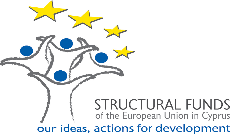 STRUCTURAL FUNDS
of the European Union in Cyprus
our ideas, actions for development